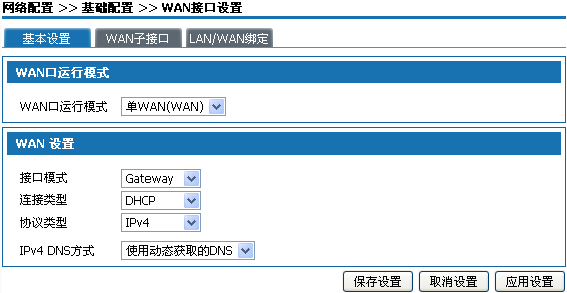 网络配置 >> 基础配置 >> WAN接口设置
基本设置 WAN子接口 LAN/WAN绑定
WAN口运行模式
WAN口运行模式 单WAN(WAN)
WAN 设置
接口模式 Gateway
连接类型 DHCP
协议类型 IPv4
IPv4 DNS方式 使用动态获取的DNS
保存设置 取消设置 应用设置